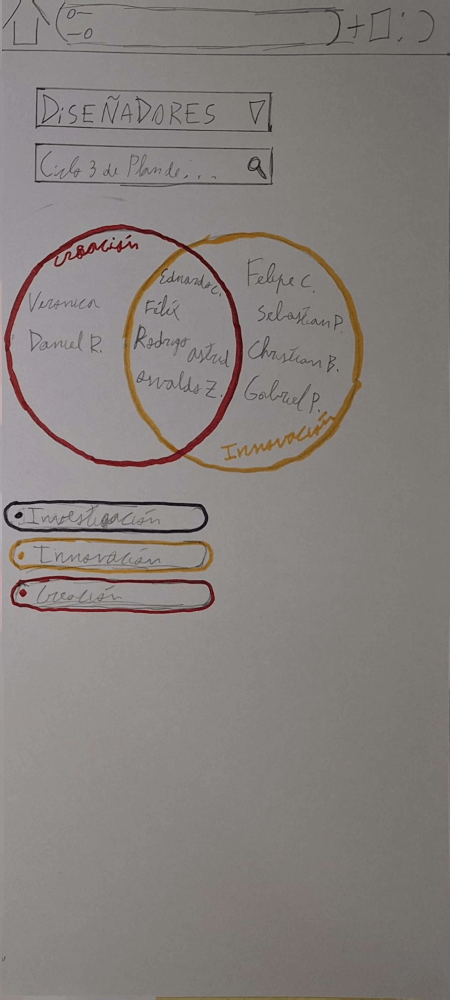 DISEÑADORES
Ciclo 3 de Plande...
creación
Eduardo C.
Felipe C.
Veronica
Félix
Sebastian P.
Daniel R.
Rodrigo
astrid
Christian B.
osvaldo Z.
Gabriel P.
Innovación
Investigación
Innovación
Creación